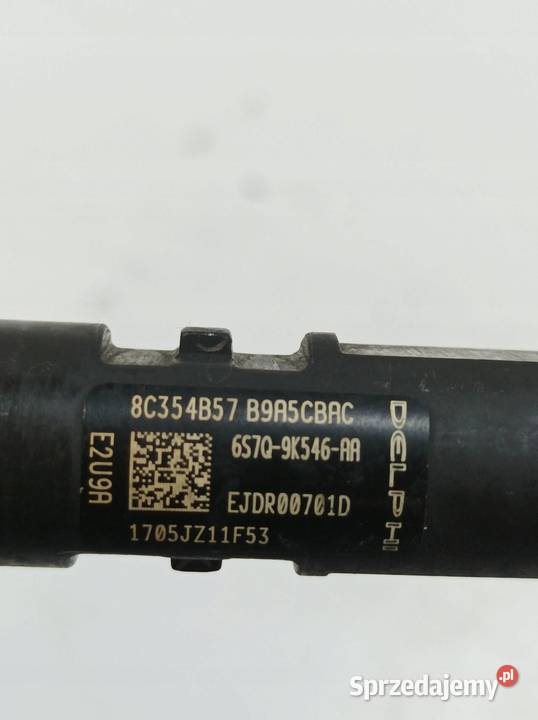 8C354B57 B9A5CBAC
6S7Q-9K546-AA
E2U9A
EJDR00701D
1705JZ11F53
DELPHI
Sprzedajemy.pl